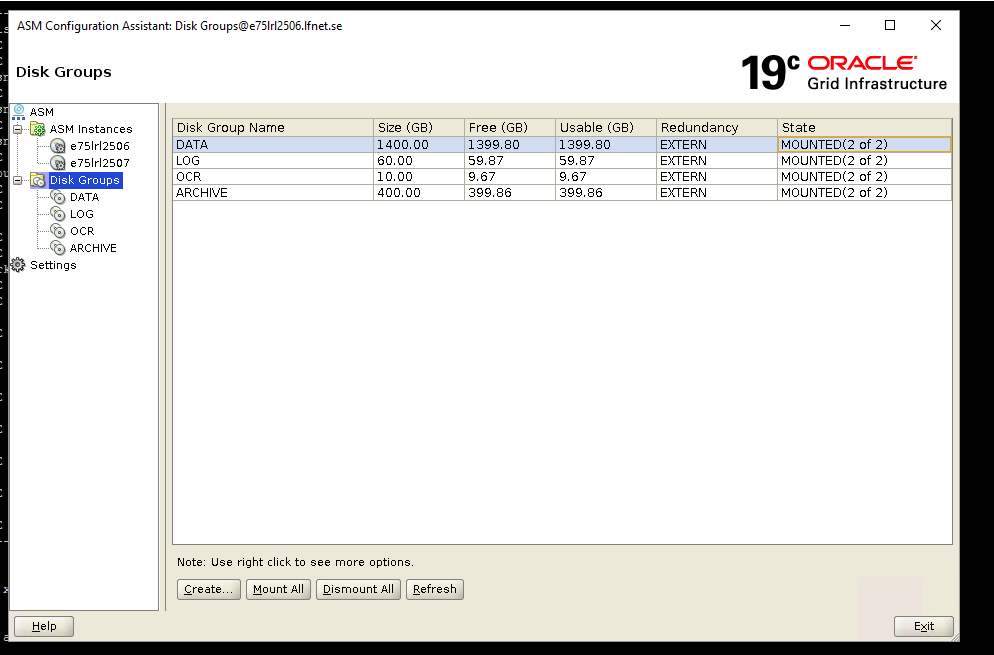 ASM Configuration Assistant: Disk Groups@e75lrl2506.lfnet.se
Disk Groups
19c ORACLE
Grid Infrastructure
ASM
ASM Instances
e75lrl2506
e75lrl2507
Disk Groups
DATA
LOG
OCR
ARCHIVE
Settings
Disk Group Name Size (GB) Free (GB) Usable (GB) Redundancy State
DATA 1400.00 1399.80 1399.80 EXTERN MOUNTED(2 of 2)
LOG 60.00 59.87 59.87 EXTERN MOUNTED(2 of 2)
OCR 10.00 9.67 9.67 EXTERN MOUNTED(2 of 2)
ARCHIVE 400.00 399.86 399.86 EXTERN MOUNTED(2 of 2)
Note: Use right click to see more options.
Create... Mount All Dismount All Refresh
Help Exit